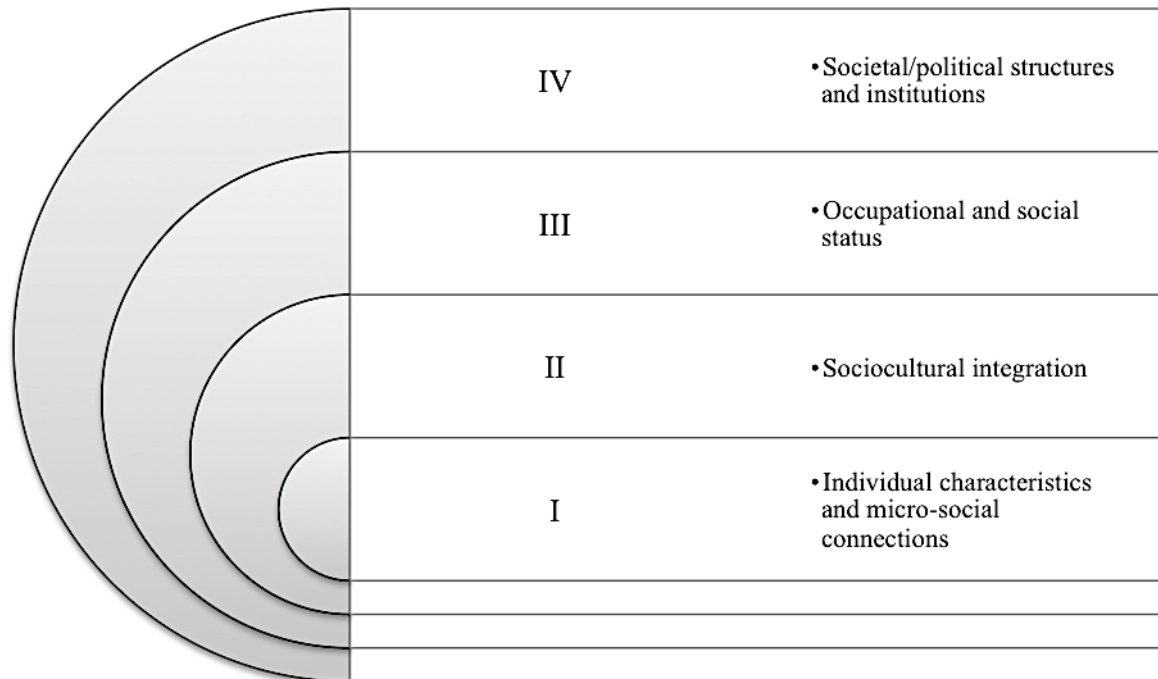 IV
•Societal/political structures
and institutions
III
•Occupational and social
status
II
•Sociocultural integration
I
•Individual characteristics
and micro-social
connections